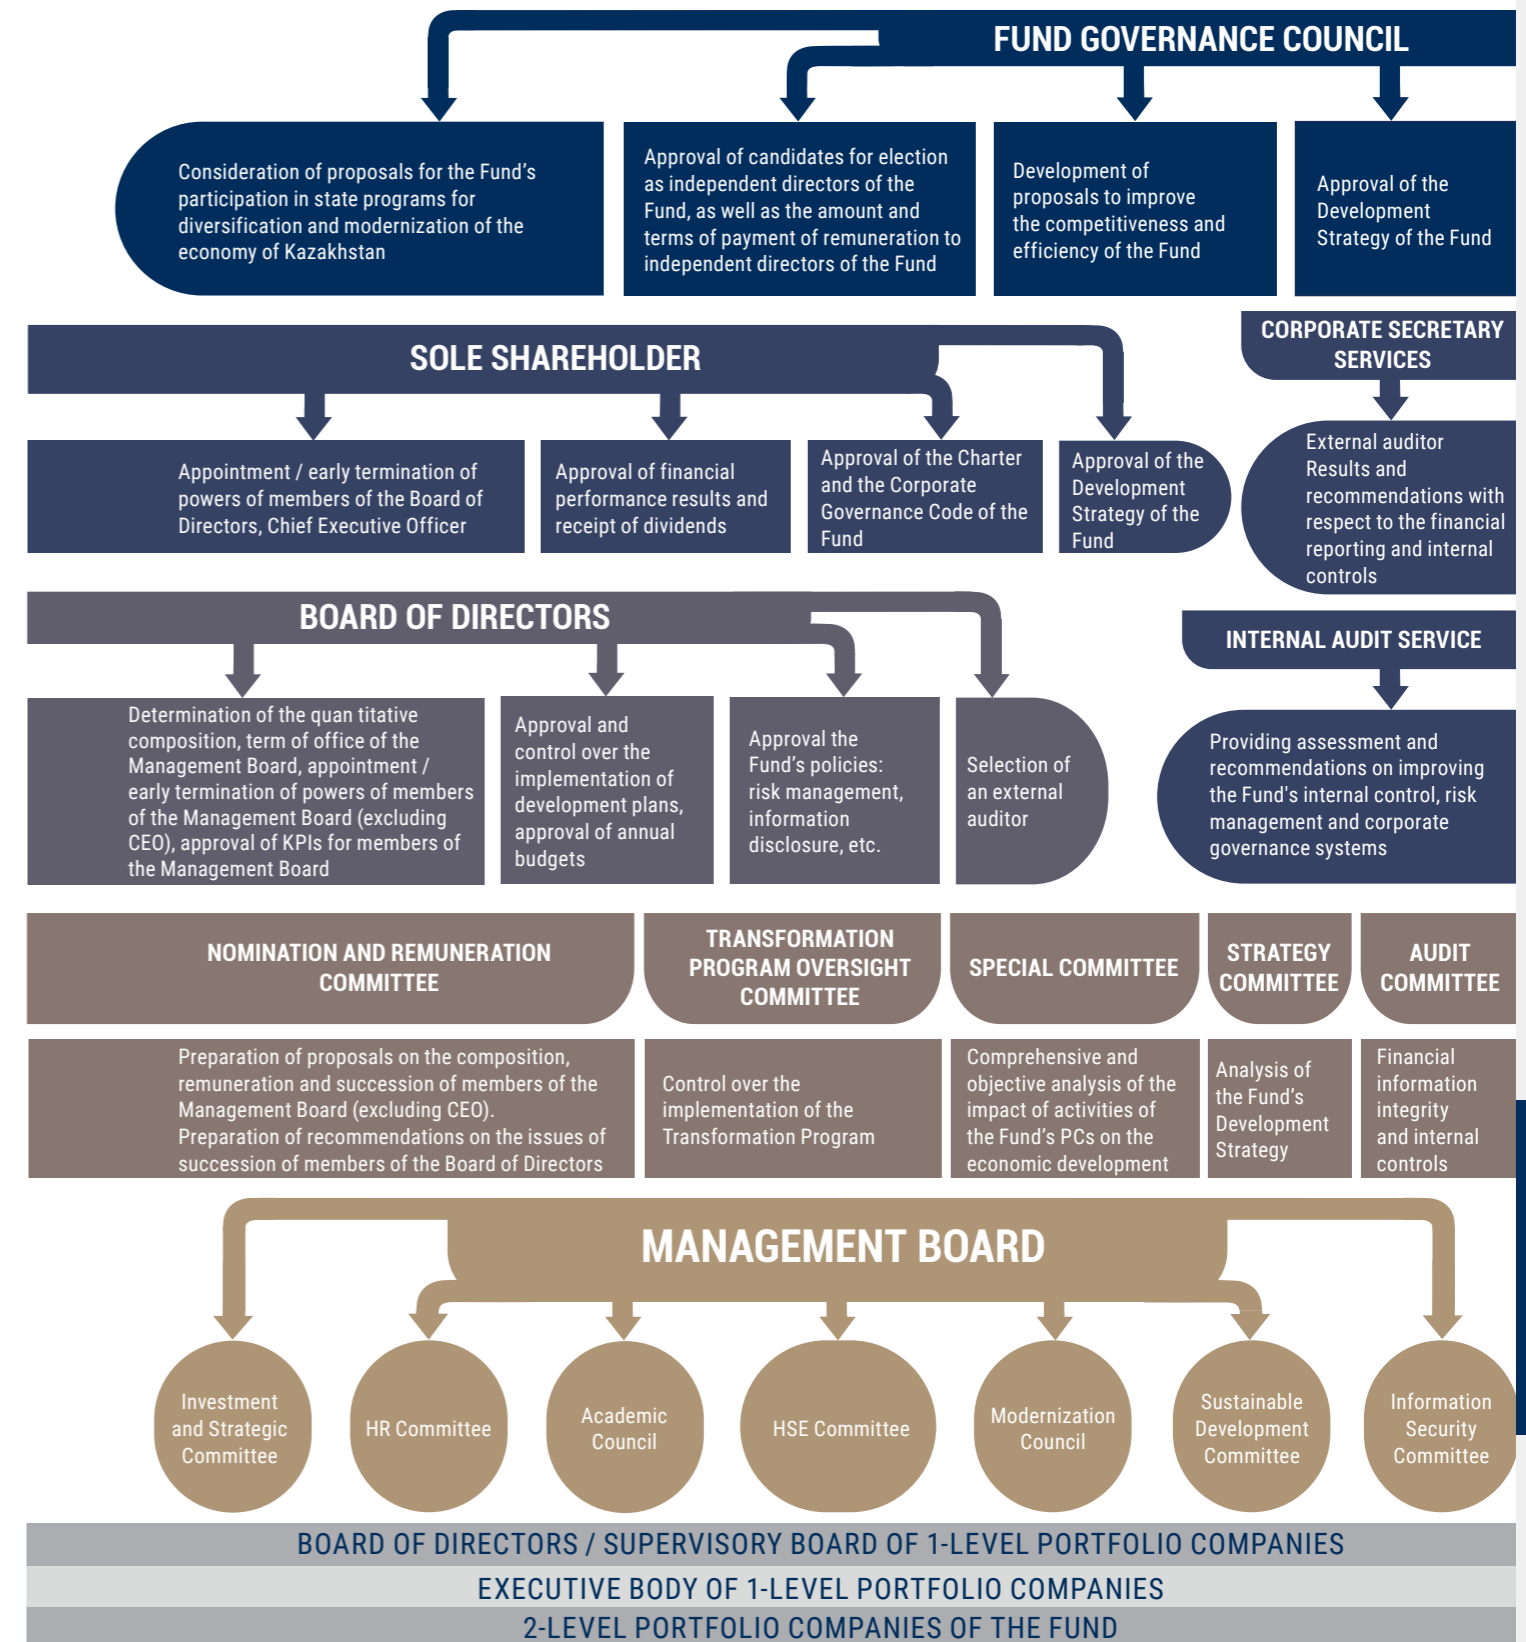 FUND GOVERNANCE COUNCIL
Consideration of proposals for the Fund's
participation in state programs for
diversification and modernization of the
economy of Kazakhstan
Approval of candidates for election
as independent directors of the
Fund, as well as the amount and
terms of payment of remuneration to
independent directors of the Fund
Development of
proposals to improve
the competitiveness and
efficiency of the Fund
Approval of the
Development
Strategy of the Fund
SOLE SHAREHOLDER
Appointment / early termination of
powers of members of the Board of
Directors, Chief Executive Officer
Approval of financial
performance results and
receipt of dividends
Approval of the Charter
and the Corporate
Governance Code of the
Fund
Approval of the
Development
Strategy of the
Fund
CORPORATE SECRETARY
SERVICES
External auditor
Results and
recommendations with
respect to the financial
reporting and internal
controls
BOARD OF DIRECTORS
Determination of the quan titative
composition, term of office of the
Management Board, appointment /
early termination of powers of members
of the Management Board (excluding
CEO), approval of KPIs for members of
the Management Board
Approval and
control over the
implementation of
development plans,
approval of annual
budgets
Approval the
Fund's policies:
risk management,
information
disclosure, etc.
Selection of
an external
auditor
INTERNAL AUDIT SERVICE
Providing assessment and
recommendations on improving
the Fund's internal control, risk
management and corporate
governance systems
NOMINATION AND REMUNERATION
COMMITTEE
TRANSFORMATION
PROGRAM OVERSIGHT
COMMITTEE
SPECIAL COMMITTEE
STRATEGY
COMMITTEE
AUDIT
COMMITTEE
Preparation of proposals on the composition,
remuneration and succession of members of the
Management Board (excluding CEO).
Preparation of recommendations on the issues of
succession of members of the Board of Directors
Control over the
implementation of the
Transformation Program
Comprehensive and
objective analysis of the
impact of activities of
the Fund's PCs on the
economic development
Analysis of
the Fund's
Development
Strategy
Financial
information
integrity
and internal
controls
MANAGEMENT BOARD
Investment
and Strategic
Committee
HR Committee
Academic
Council
HSE Committee
Modernization
Council
Sustainable
Development
Committee
Information
Security
Committee
BOARD OF DIRECTORS / SUPERVISORY BOARD OF 1-LEVEL PORTFOLIO COMPANIES
EXECUTIVE BODY OF 1-LEVEL PORTFOLIO COMPANIES
2-LEVEL PORTFOLIO COMPANIES OF THE FUND